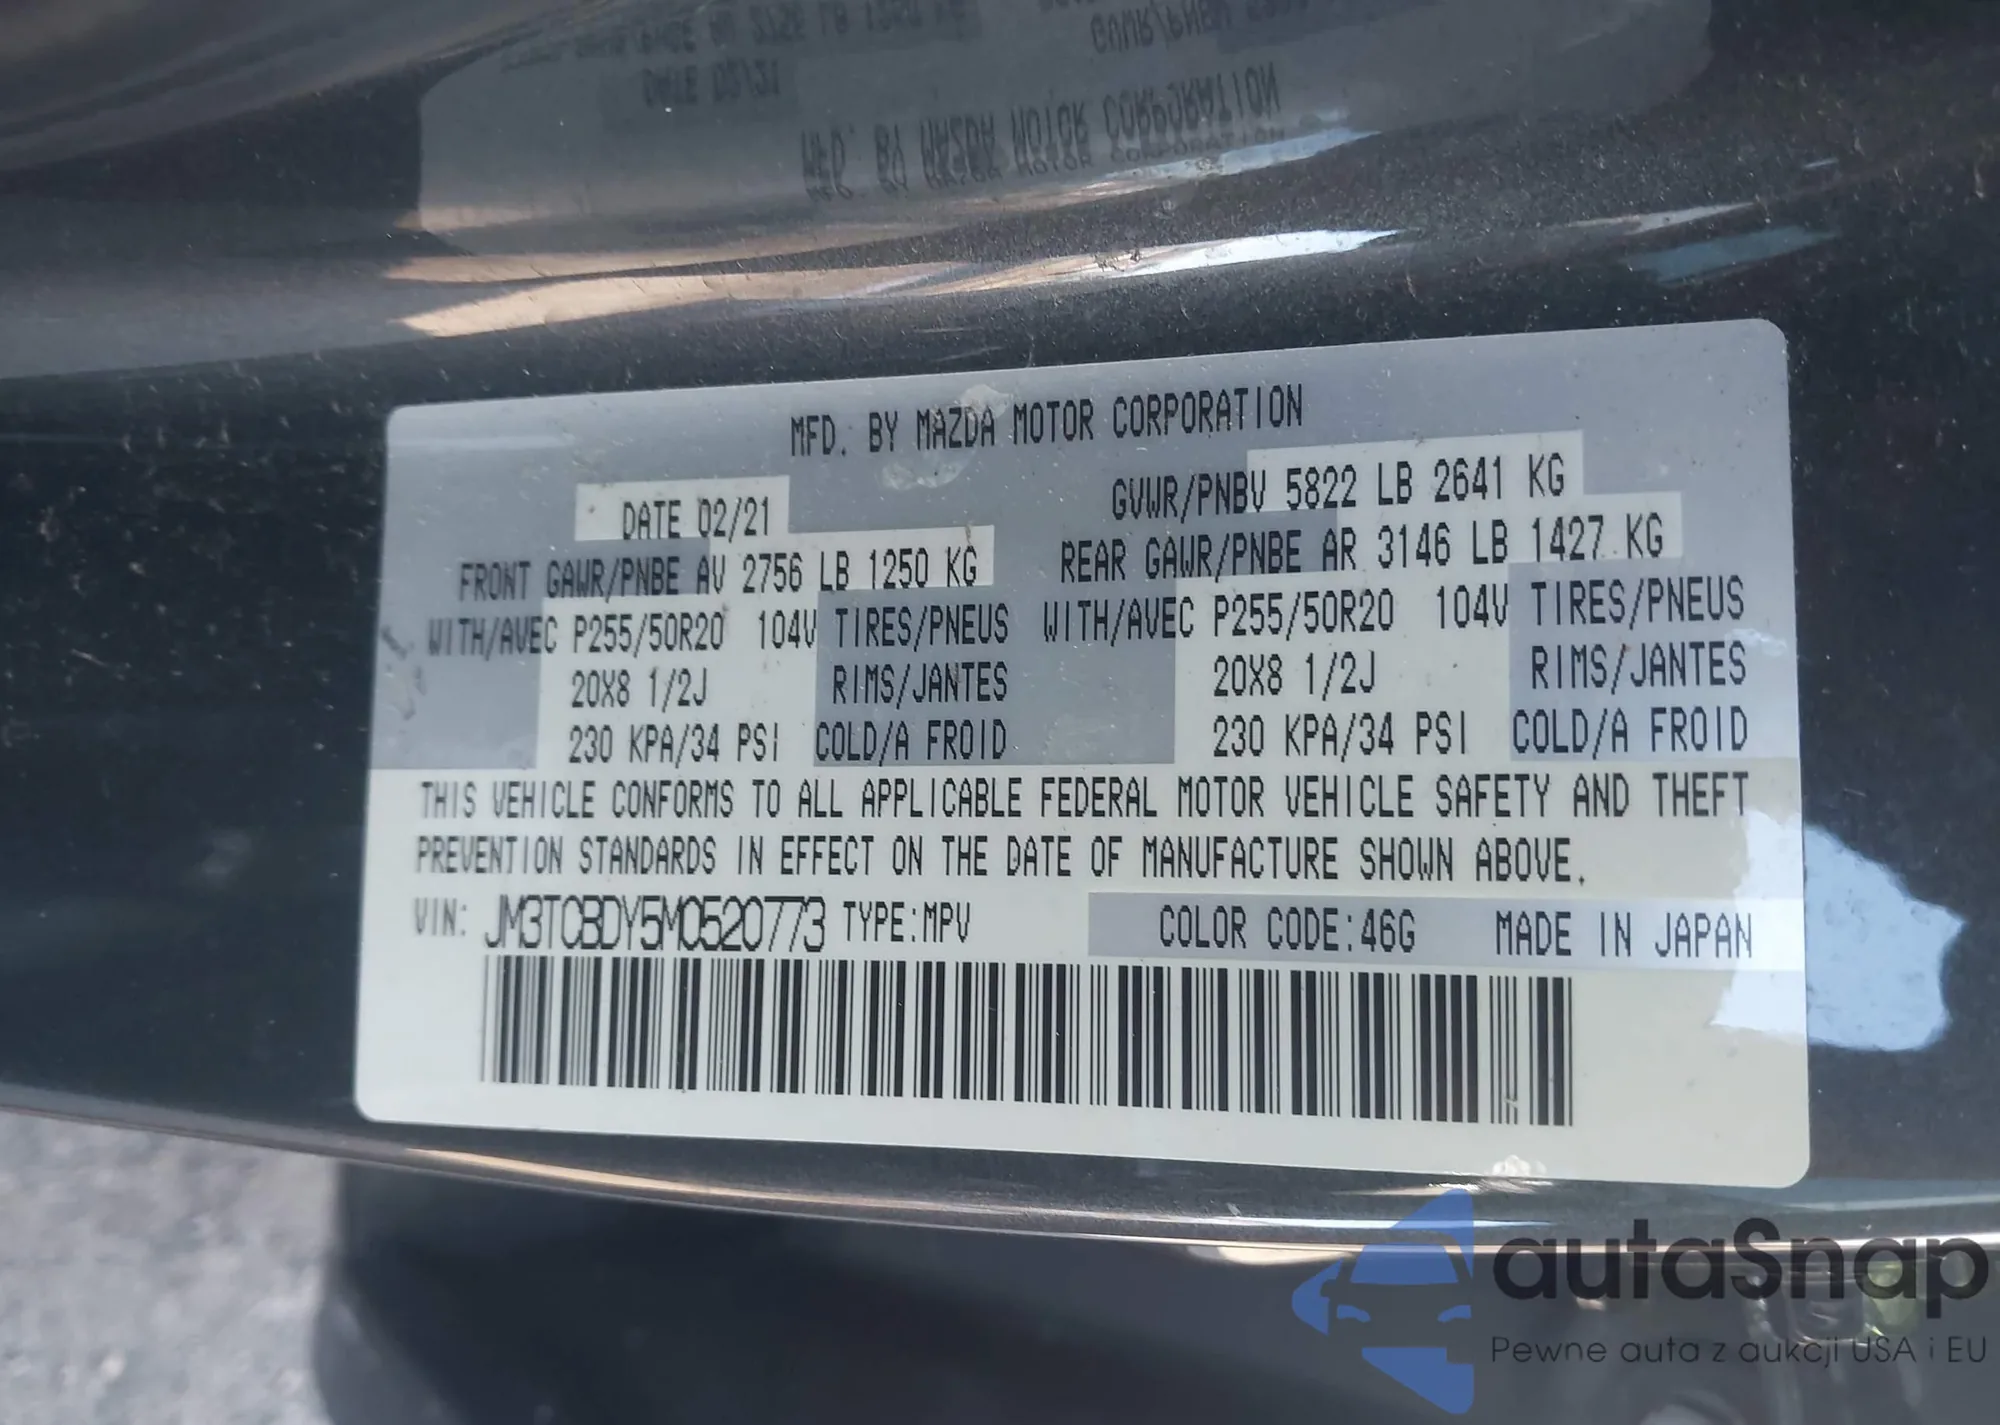 MFD. BY MAZDA MOTOR CORPORATION
DATE 02/21
GVWR/PNBV 5822 LB 2641 KG
FRONT GAWR/PNBE AV 2756 LB 1250 KG
REAR GAWR/PNBE AR 3146 LB 1427 KG
WITH/AVEC P255/50R20 104V TIRES/PNEUS
WITH/AVEC P255/50R20 104V TIRES/PNEUS
20X8 1/2J RIMS/JANTES
20X8 1/2J RIMS/JANTES
230 KPA/34 PSI COLD/A FROID
230 KPA/34 PSI COLD/A FROID
THIS VEHICLE CONFORMS TO ALL APPLICABLE FEDERAL MOTOR VEHICLE SAFETY AND THEFT
PREVENTION STANDARDS IN EFFECT ON THE DATE OF MANUFACTURE SHOWN ABOVE.
VIN: JM3TCBDY5M0520773 TYPE:MPV COLOR CODE:46G MADE IN JAPAN
autaSnap
Pewne auta z aukcji USA i EU